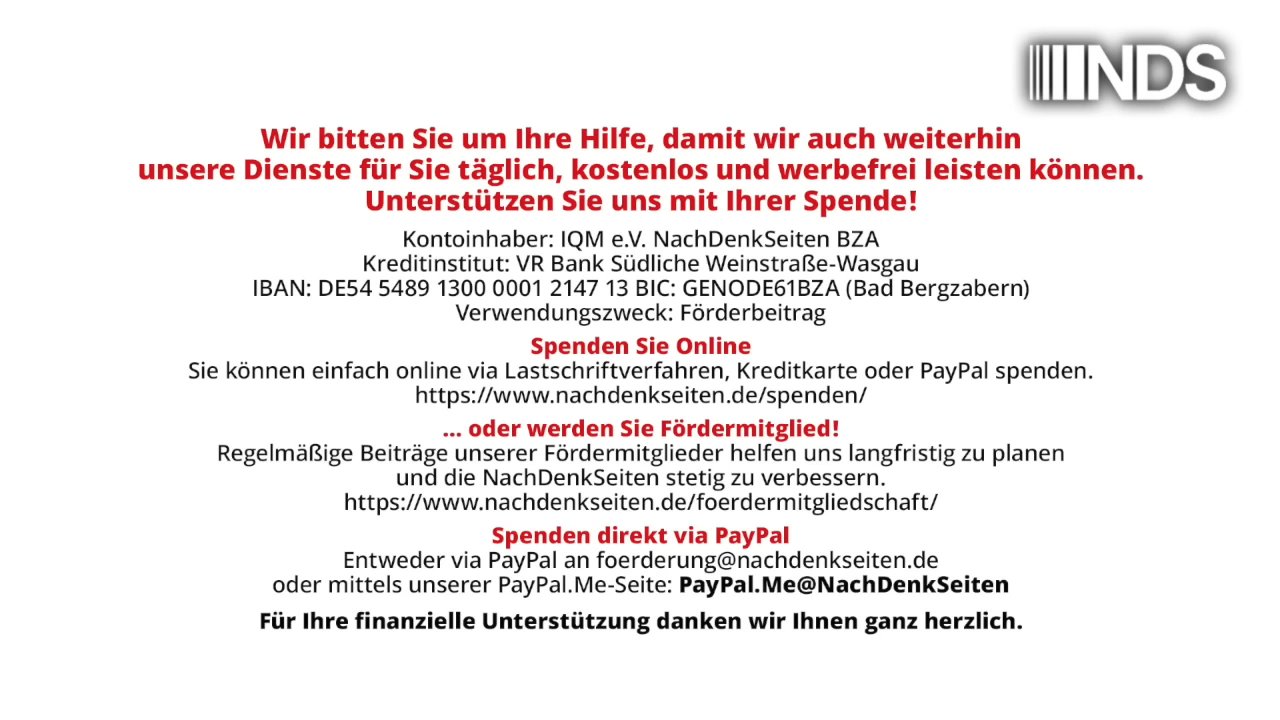 NDS
Wir bitten Sie um Ihre Hilfe, damit wir auch weiterhin
unsere Dienste für Sie täglich, kostenlos und werbefrei leisten können.
Unterstützen Sie uns mit Ihrer Spende!
Kontoinhaber: IQM e.V. NachDenkSeiten BZA
Kreditinstitut: VR Bank Südliche Weinstraße-Wasgau
IBAN: DE54 5489 1300 0001 2147 13 BIC: GENODE61BZA (Bad Bergzabern)
Verwendungszweck: Förderbeitrag
Spenden Sie Online
Sie können einfach online via Lastschriftverfahren, Kreditkarte oder PayPal spenden.
https://www.nachdenkseiten.de/spenden/
... oder werden Sie Fördermitglied!
Regelmäßige Beiträge unserer Fördermitglieder helfen uns langfristig zu planen
und die NachDenkSeiten stetig zu verbessern.
https://www.nachdenkseiten.de/foerdermitgliedschaft/
Spenden direkt via PayPal
Entweder via PayPal an foerderung@nachdenkseiten.de
oder mittels unserer PayPal.Me-Seite: PayPal.Me@NachDenkSeiten
Für Ihre finanzielle Unterstützung danken wir Ihnen ganz herzlich.